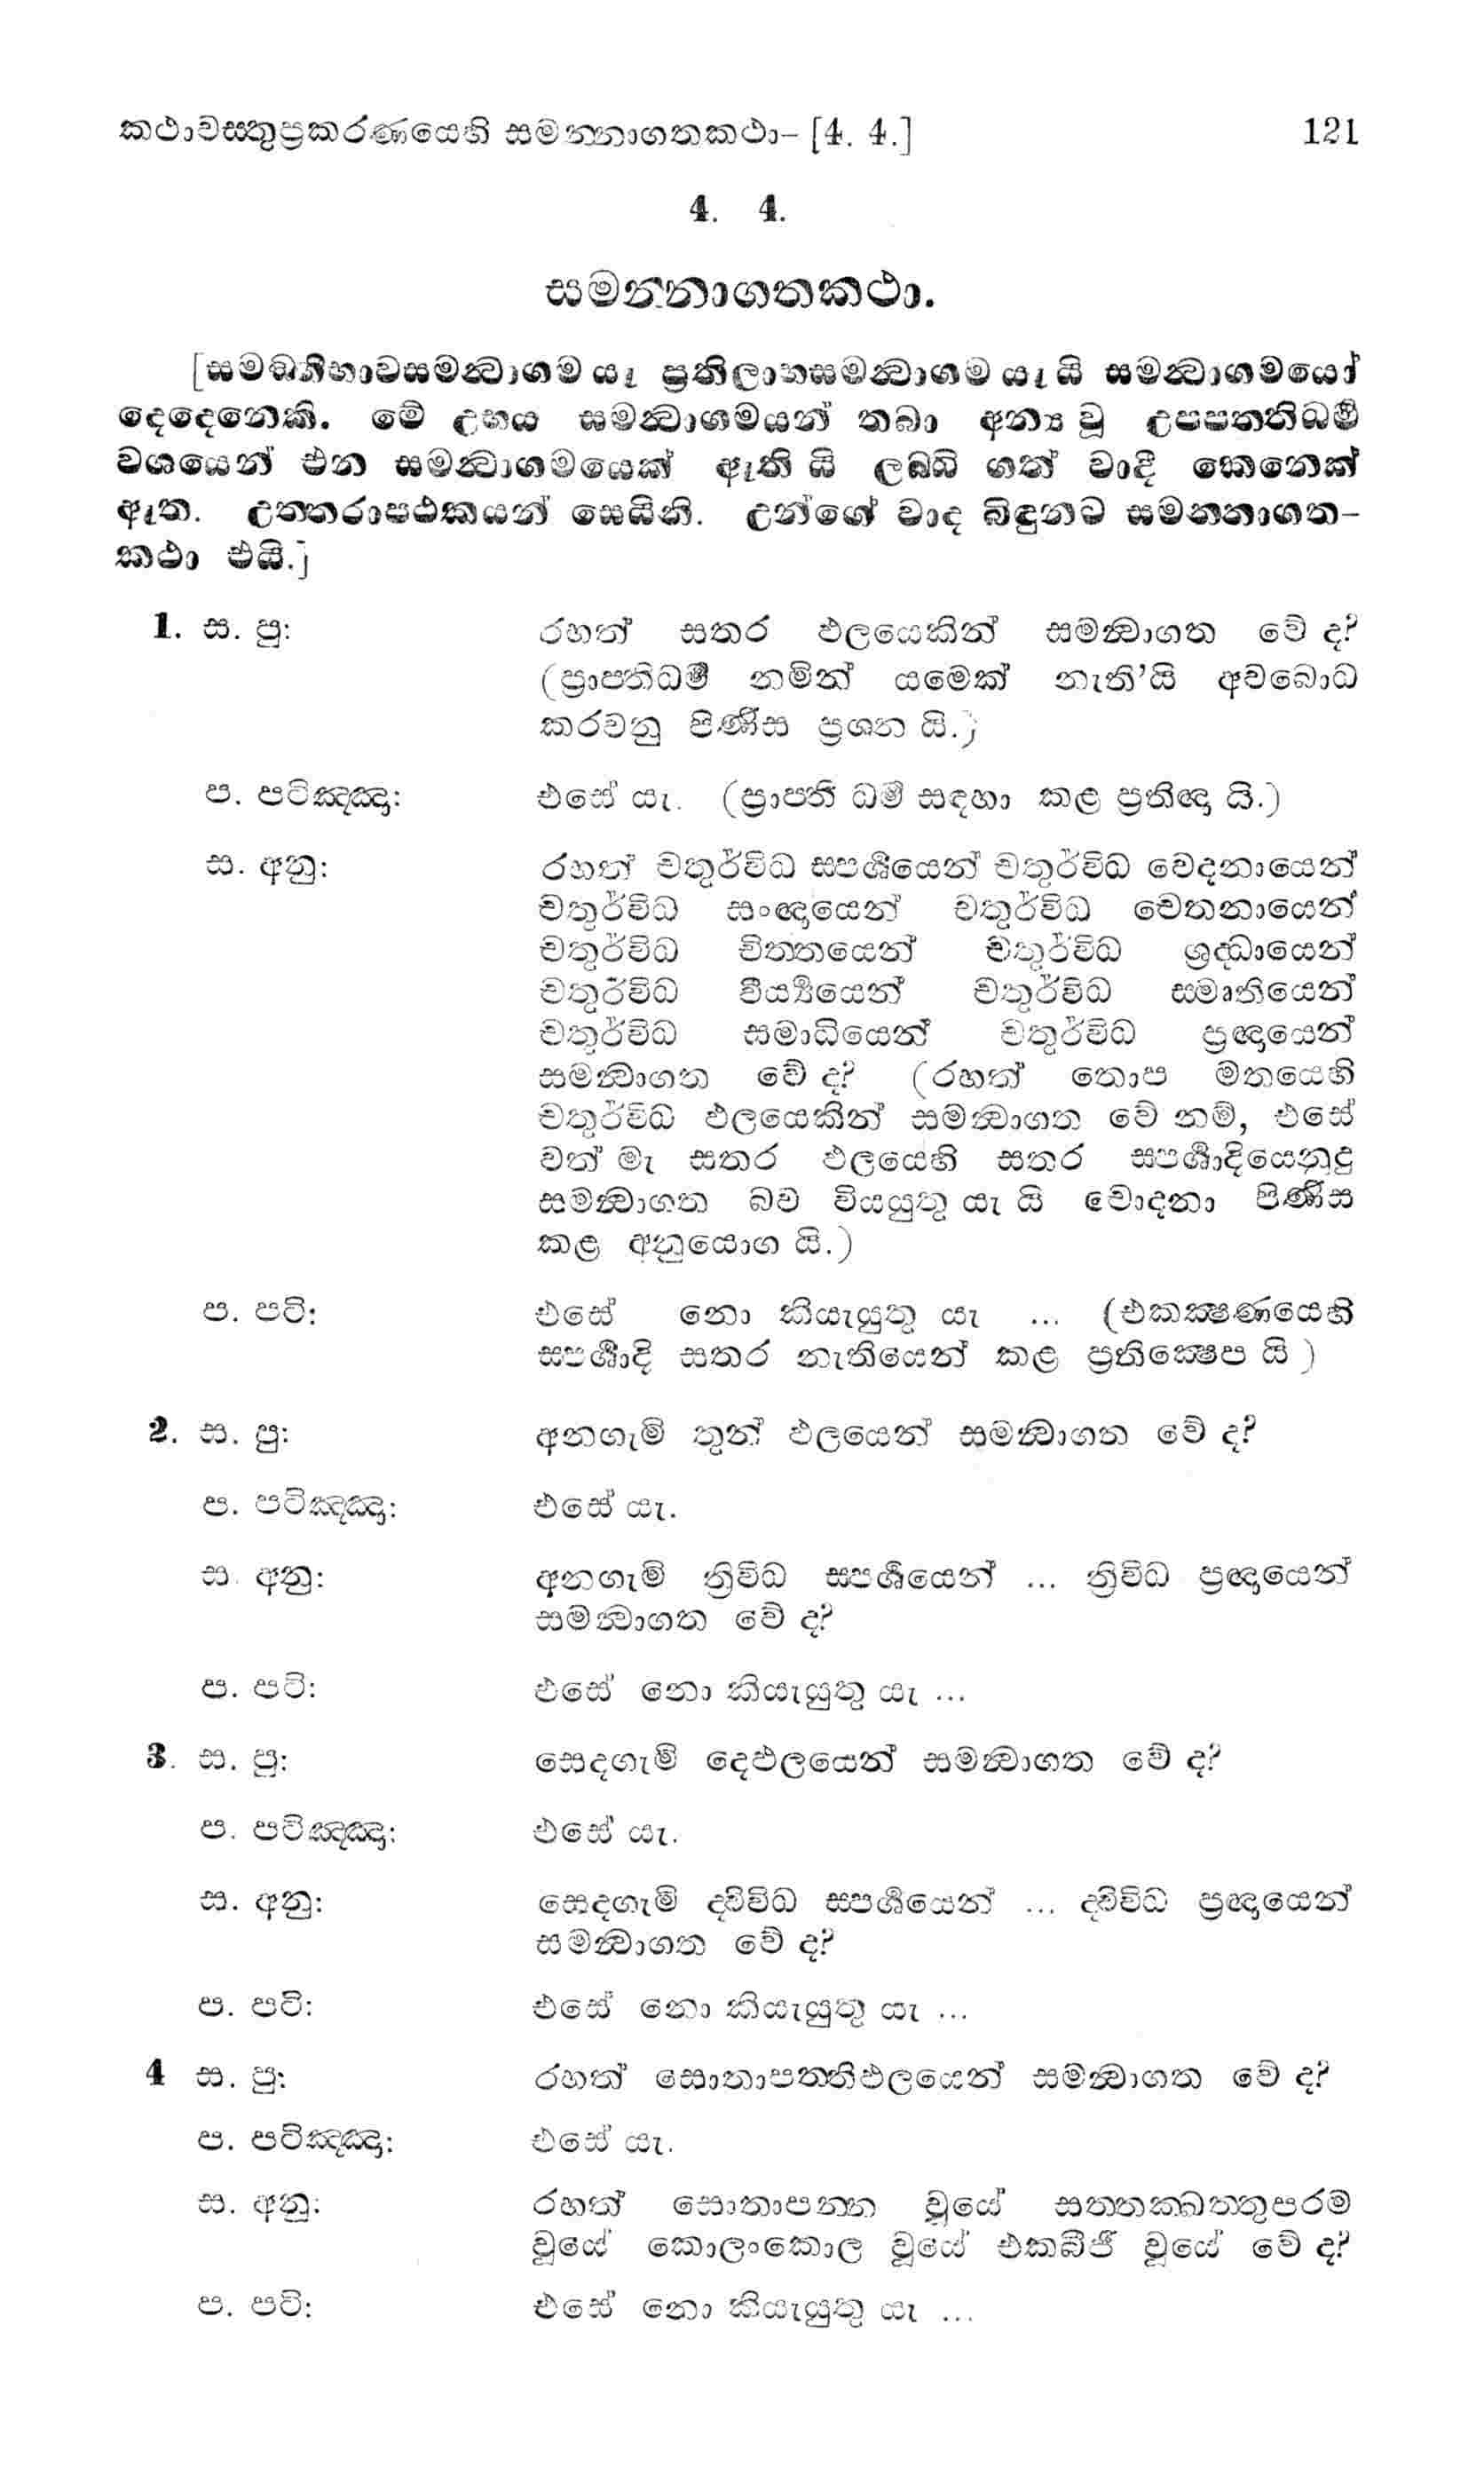 කථාවස්තුප්‍රකරණයෙහි සමන්නාගතකථා– [4. 4.] 121
4. 4.
සමන්නාගතකථා.
[සමඞ්ගීභාවසමන්වාගම යැ ප්‍රතිලාභසමන්වාගම යැ යි සමන්වාගමයෝ
දෙදෙනෙකි. මේ උභය සමන්වාගමයන් තබා අන්‍ය වූ උපපත්තිධර්ම
වශයෙන් එන සමන්වාගමයෙක් ඇති යි ලබ්ධි ගත් වාදී කෙනෙක්
ඇත. උත්තරාපථකයන් සෙයිනි. උන්ගේ වාද බිඳුනට සමන්නාගත–
කථා එයි.]
1. ස. පු: රහත් සතර ඵලයෙකින් සමන්වාගත වේ ද?
(ප්‍රාප්තිධර්ම නමින් යමෙක් නැති’යි අවබොධ
කරවනු පිණිස ප්‍රශ්න යි.)
ප. පටිඤ්ඤා: එසේ යැ. (ප්‍රාප්ති ධර්ම සඳහා කළ ප්‍රතිඥා යි.)
ස. අනු: රහත් චතුර්විධ ස්පර්ශයෙන් චතුර්විධ වෙදනායෙන්
චතුර්විධ සංඥායෙන් චතුර්විධ චෙතනායෙන්
චතුර්විධ චිත්තයෙන් චතුර්විධ ශ්‍රද්ධායෙන්
චතුර්විධ වීර්‍ය්‍යයෙන් චතුර්විධ ස්මෘතියෙන්
චතුර්විධ සමාධියෙන් චතුර්විධ ප්‍රඥායෙන්
සමන්වාගත වේ ද? (රහත් තොප මතයෙහි
චතුර්විධ ඵලයෙකින් සමන්වාගත වේ නම්, එසේ
වත් මැ සතර ඵලයෙහි සතර ස්පර්ශාදියෙනුදු
සමන්වාගත බව වියයුතු යැ යි චොදනා පිණිස
කළ අනුයොග යි.)
ප. පටි: එසේ නො කියැයුතු යැ ... (එකක්‍ෂණයෙහි
ස්පර්ශාදි සතර නැතියෙන් කළ ප්‍රතික්‍ෂෙප යි )
2. ස. පු: අනගැමි තුන් ඵලයෙන් සමන්වාගත වේ ද?
ප. පටිඤ්ඤා: එසේ යැ.
ස. අනු: අනගැමි ත්‍රිවිධ ස්පර්ශයෙන් ... ත්‍රිවිධ ප්‍රඥායෙන්
සමන්වාගත වේ ද?
ප. පටි: එසේ නො කියැයුතු යැ ...
3. ස. පු: සෙදගැමි දෙඵලයෙන් සමන්වාගත වේ ද?
ප. පටිඤ්ඤා: එසේ යැ.
ස. අනු: සෙදගැමි ද්විවිධ ස්පර්ශයෙන් ... ද්විවිධ ප්‍රඥායෙන්
සමන්වාගත වේ ද?
ප. පටි: එසේ නො කියැයුතු යැ ...
4 ස. පු: රහත් සොතාපත්තිඵලයෙන් සමන්වාගත වේ ද?
ප. පටිඤ්ඤා: එසේ යැ.
ස. අනු: රහත් සොතාපන්න වූයේ සත්තක්ඛත්තුපරම
වූයේ කොලංකොල වූයේ එකබීජී වූයේ වේ ද?
ප. පටි: එසේ නො කියැයුතු යැ ...